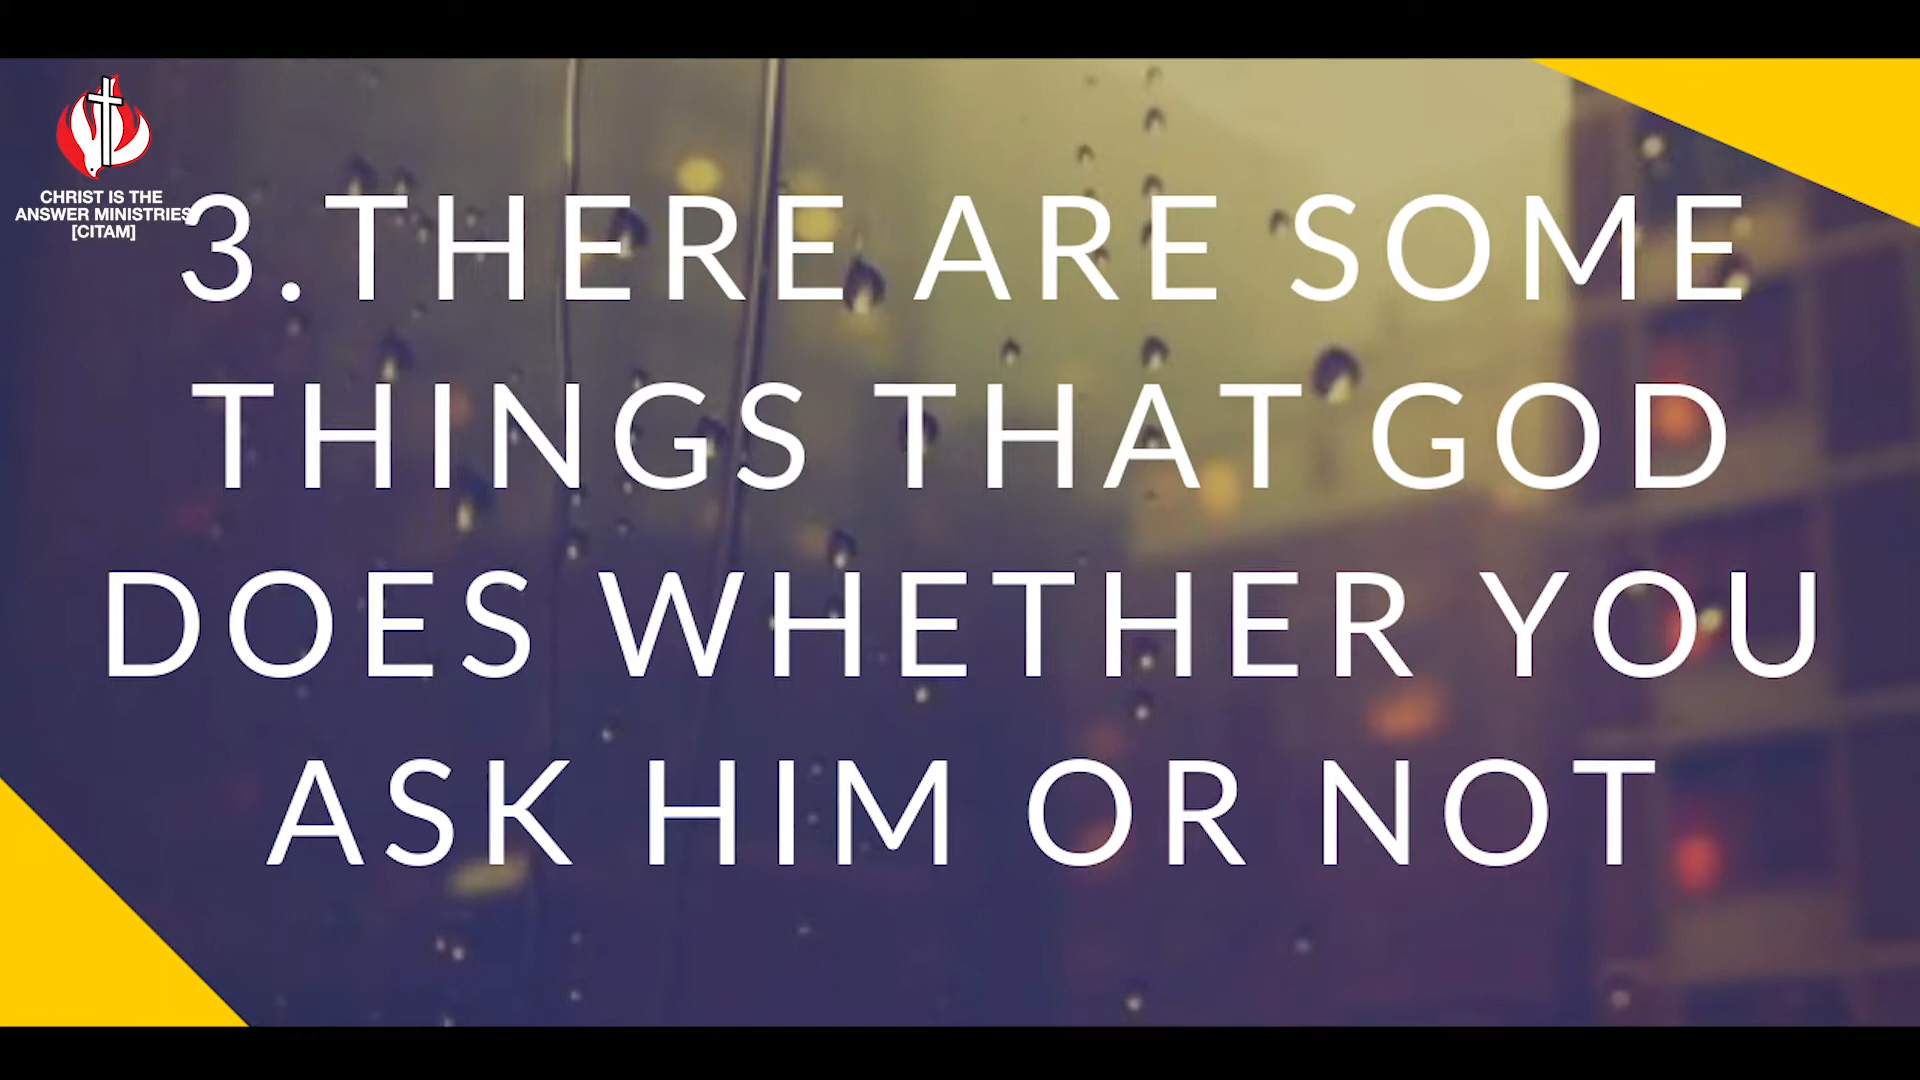 CHRIST IS THE
ANSWER MINISTRIES
[CITAM]
3.THERE ARE SOME
THINGS THAT GOD
DOES WHETHER YOU
ASK HIM OR NOT